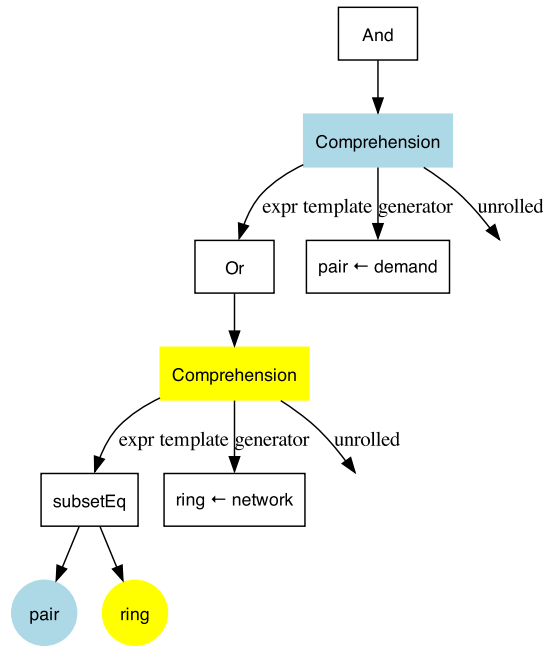 And
Comprehension
expr template generator unrolled
Or
pair ← demand
Comprehension
expr template generator unrolled
subsetEq
ring ← network
pair
ring